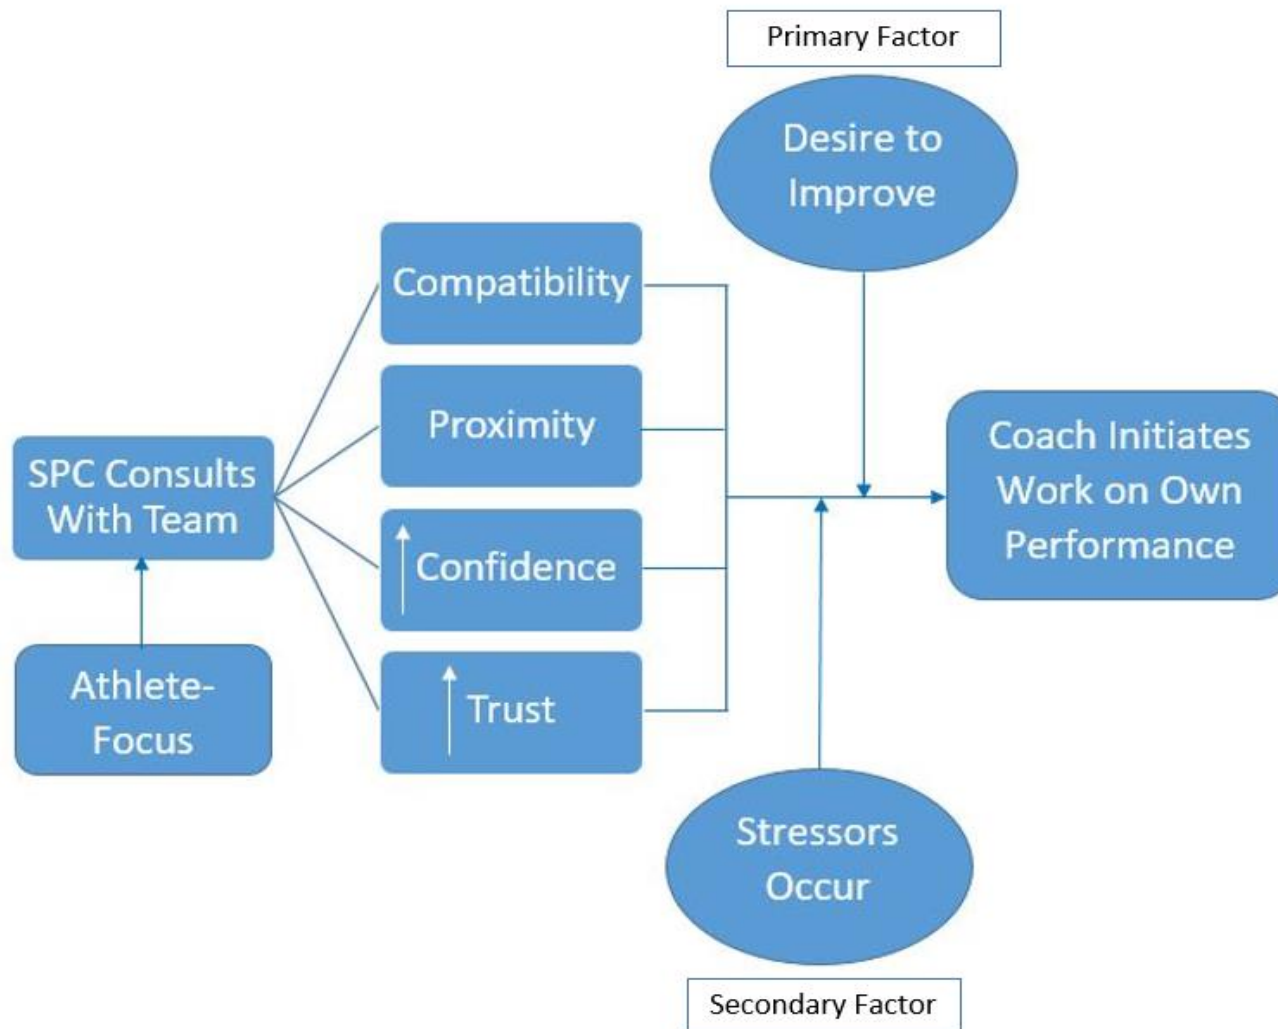 Primary Factor
Desire to
Improve
Compatibility
Proximity
SPC Consults
With Team
Confidence
Trust
Athlete-
Focus
Coach Initiates
Work on Own
Performance
Stressors
Occur
Secondary Factor